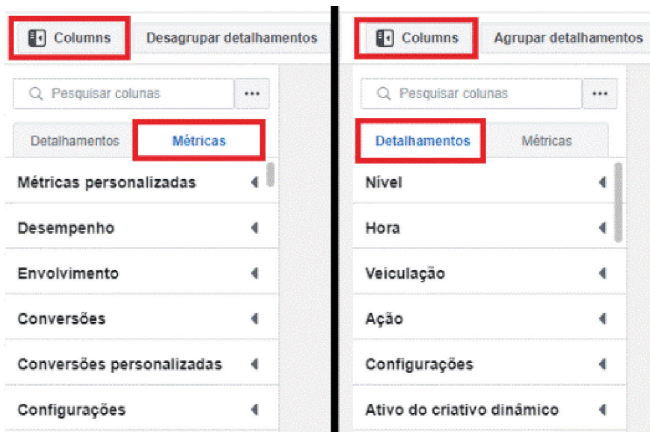 Columns
Desagrupar detalhamentos
Pesquisar colunas
Detalhamentos
Métricas
Métricas personalizadas
Desempenho
Envolvimento
Conversões
Conversões personalizadas
Configurações
Columns
Agrupar detalhamentos
Pesquisar colunas
Detalhamentos
Métricas
Nível
Hora
Veiculação
Ação
Configurações
Ativo do criativo dinámico